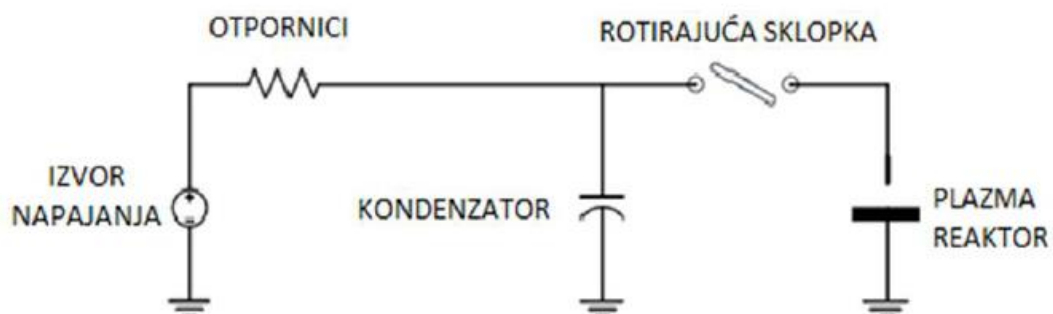 OTPORNICI
ROTIRAJUĆA SKLOPKA
IZVOR
NAPAJANJA
KONDENZATOR
PLAZMA
REAKTOR